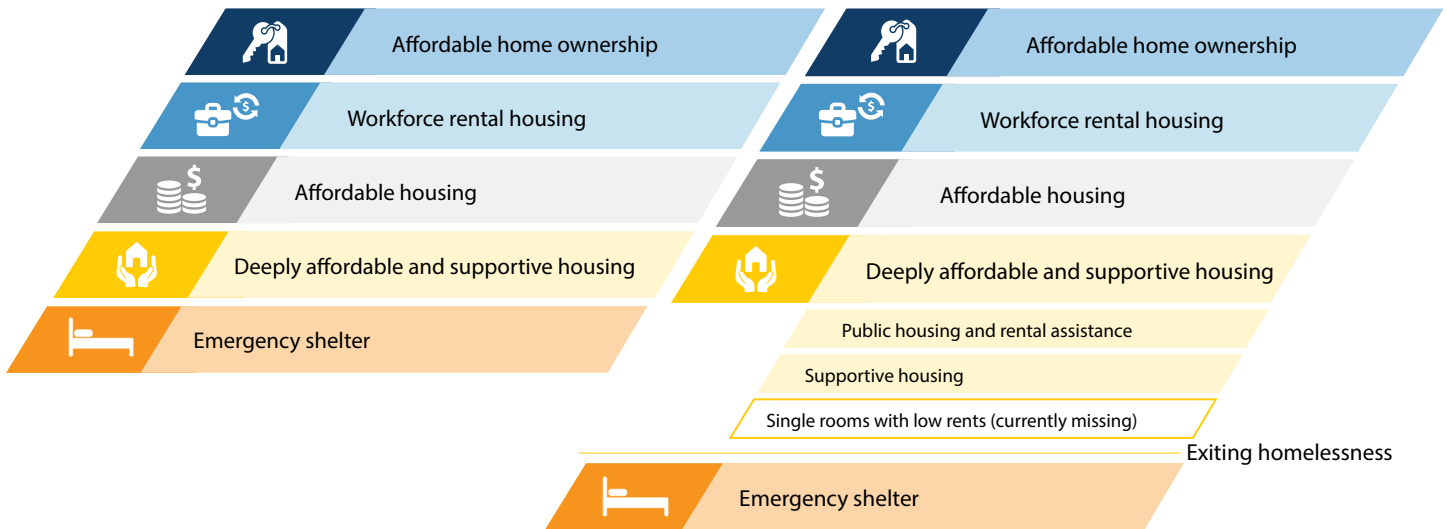 Affordable home ownership
Workforce rental housing
$
Affordable housing
$
Deeply affordable and supportive housing
Emergency shelter
Affordable home ownership
Workforce rental housing
$
Affordable housing
$
Deeply affordable and supportive housing
Public housing and rental assistance
Supportive housing
Single rooms with low rents (currently missing)
Exiting homelessness
Emergency shelter